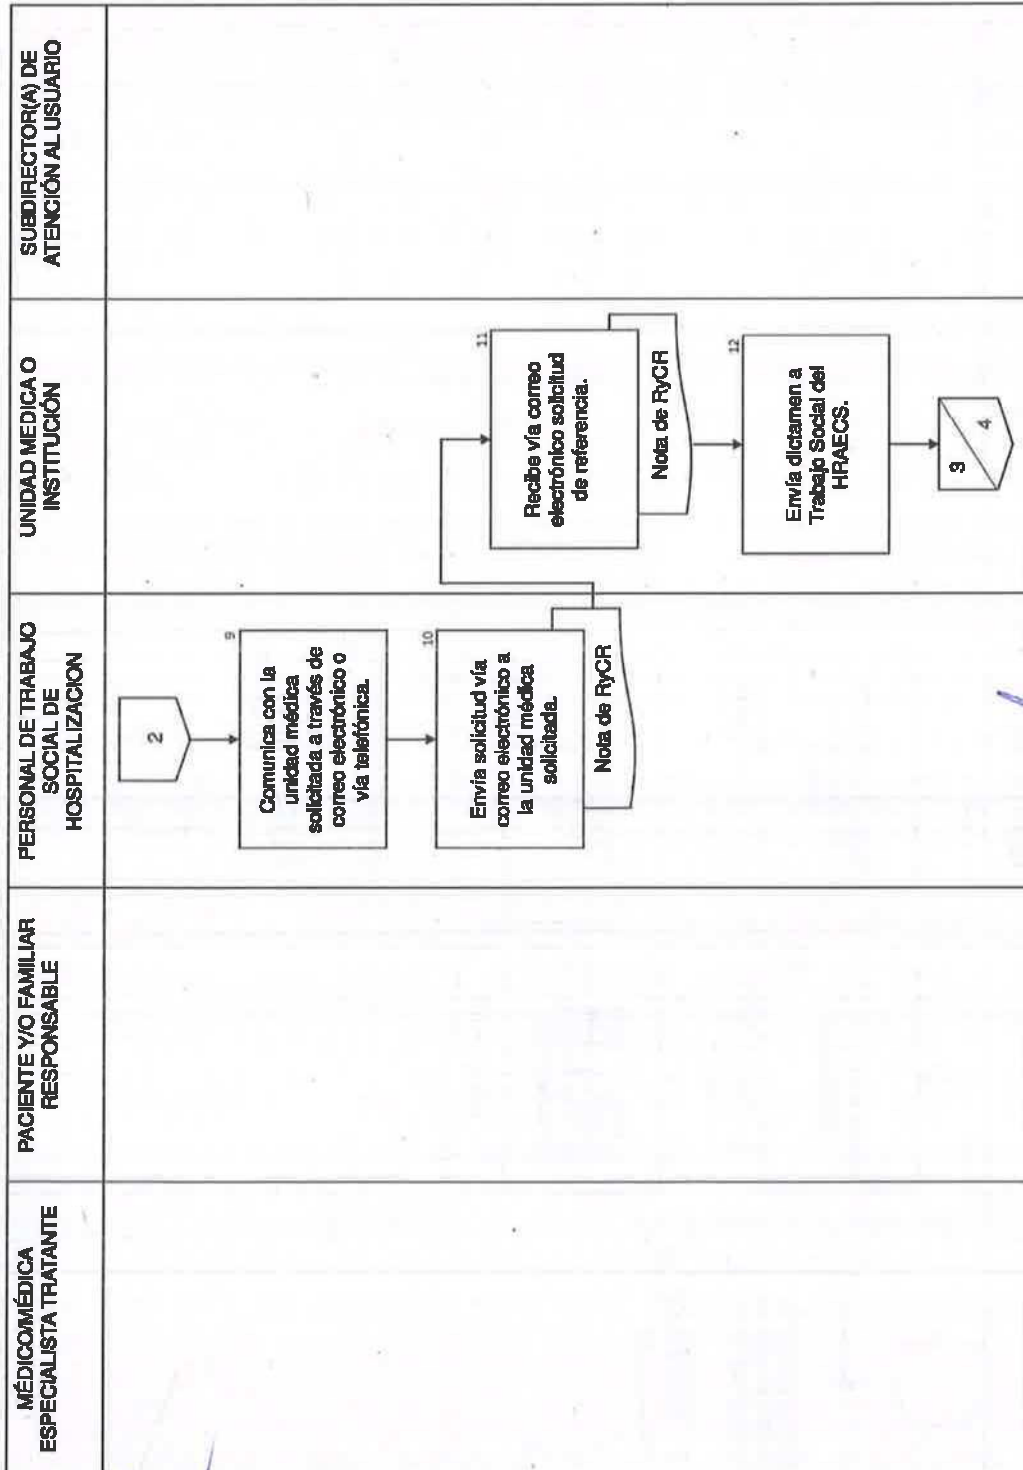 MÉDICO/MÉDICA
ESPECIALISTA TRATANTE
PACIENTE Y/O FAMILIAR
RESPONSABLE
PERSONAL DE TRABAJO
SOCIAL DE
HOSPITALIZACION
UNIDAD MEDICA O
INSTITUCIÓN
SUBDIRECTOR(A) DE
ATENCIÓN AL USUARIO
2
9
Comunica con la
unidad médica
solicitada a través de
correo electrónico o
vía telefónica.
10
Envía solicitud vía
correo electrónico a
la unidad médica
solicitada.
Nota de RyCR
11
Recibe vía correo
electrónico solicitud
de referencia.
Nota de RyCR
12
Envía dictamen a
Trabajo Social del
HRAECS.
3
4